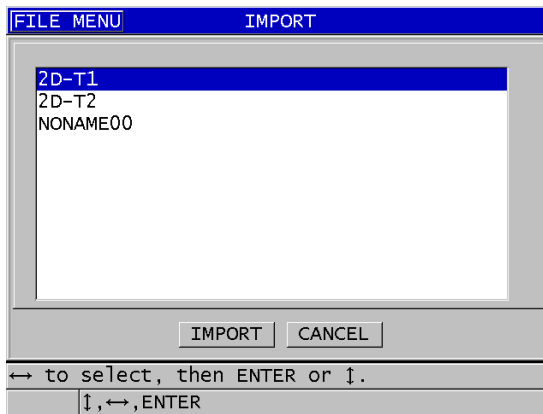 FILE MENU IMPORT
2D-T1
2D-T2
NONAME00
IMPORT CANCEL
↔ to select, then ENTER or ↕.
↕,↔,ENTER